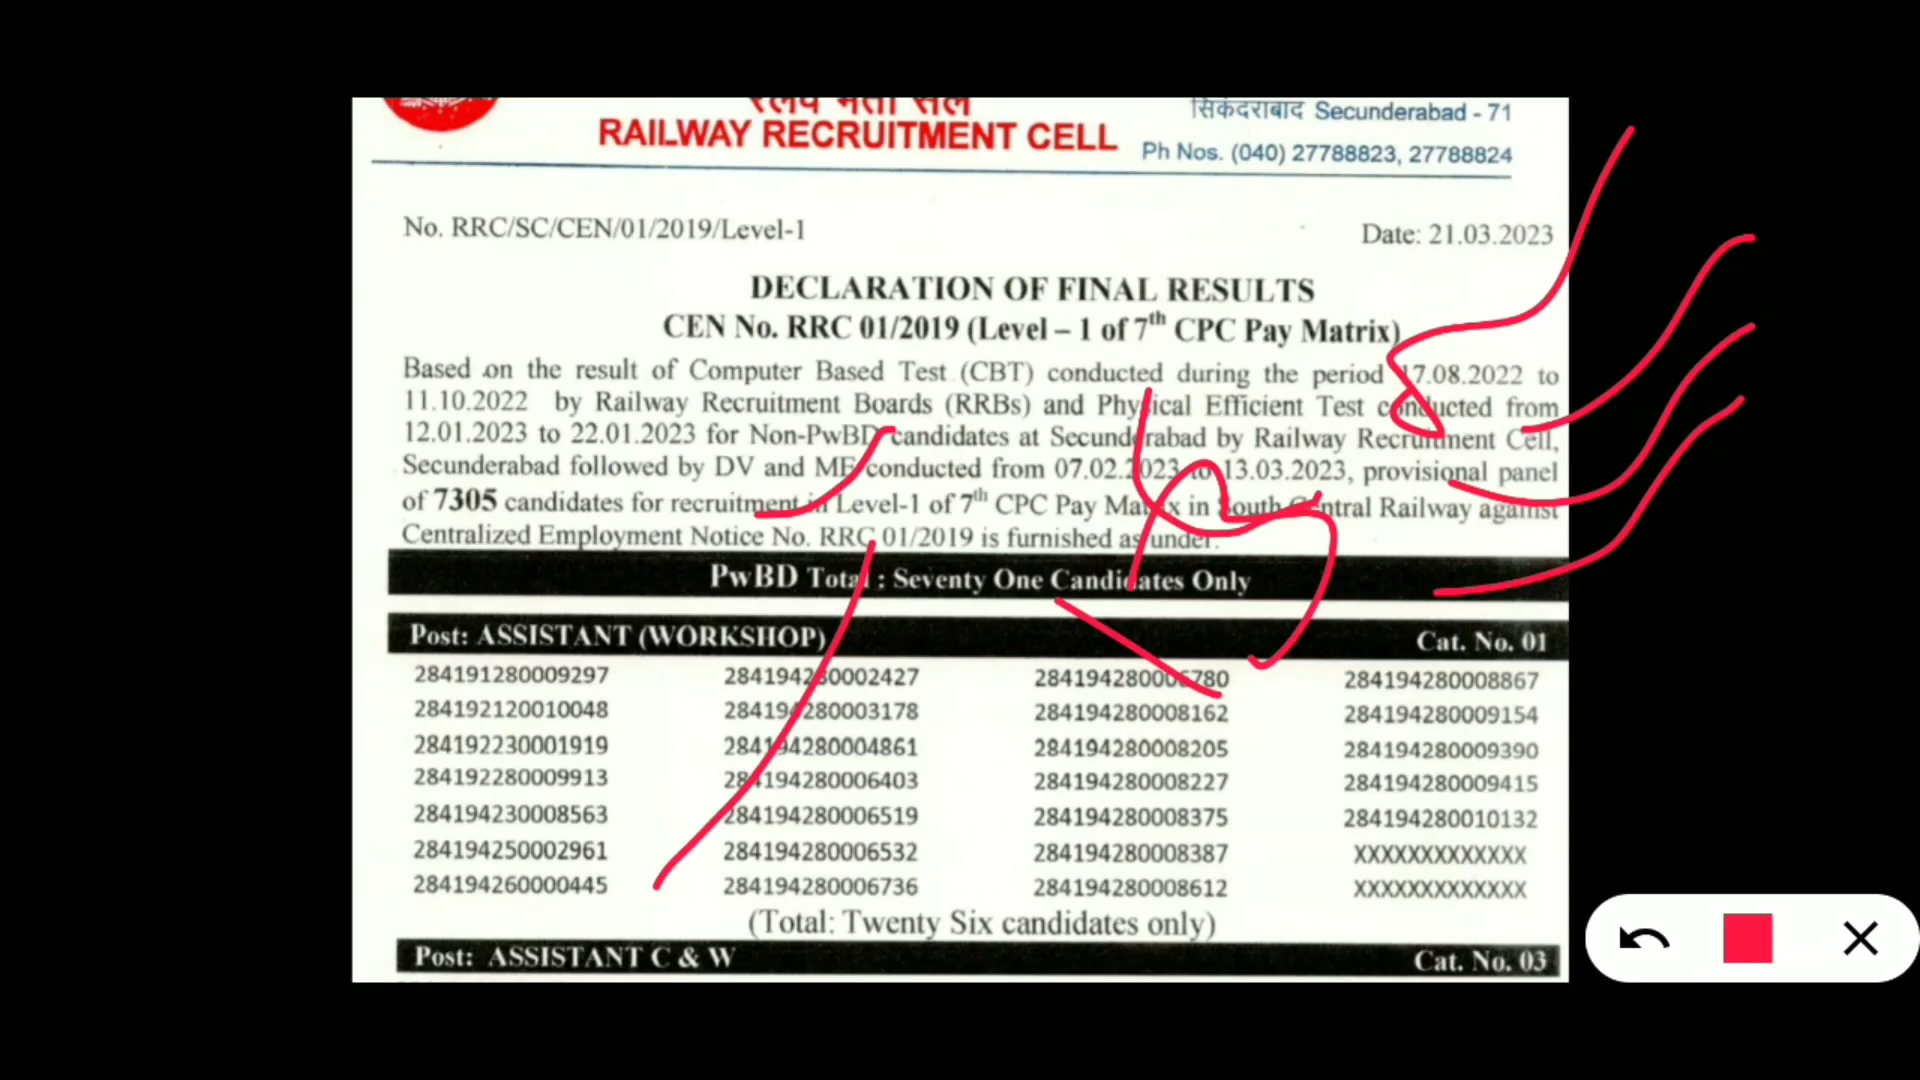 रेलवे भर्ती सेल
सिकंदराबाद Secunderabad - 71
RAILWAY RECRUITMENT CELL
Ph Nos. (040) 27788823, 27788824
No. RRC/SC/CEN/01/2019/Level-1
Date: 21.03.2023
DECLARATION OF FINAL RESULTS
CEN No. RRC 01/2019 (Level – 1 of 7th CPC Pay Matrix)
Based on the result of Computer Based Test (CBT) conducted during the period 17.08.2022 to
11.10.2022 by Railway Recruitment Boards (RRBs) and Physical Efficient Test conducted from
12.01.2023 to 22.01.2023 for Non-PwBD candidates at Secunderabad by Railway Recruitment Cell,
Secunderabad followed by DV and ME conducted from 07.02.2023 to 13.03.2023, provisional panel
of 7305 candidates for recruitment in Level-1 of 7th CPC Pay Matrix in South Central Railway against
Centralized Employment Notice No. RRC 01/2019 is furnished as under.
PwBD Total : Seventy One Candidates Only
Post: ASSISTANT (WORKSHOP) Cat. No. 01
284191280009297 284194280002427 284194280006780 284194280008867
284192120010048 284194280003178 284194280008162 284194280009154
284192230001919 284194280004861 284194280008205 284194280009390
284192280009913 284194280006403 284194280008227 284194280009415
284194230008563 284194280006519 284194280008375 284194280010132
284194250002961 284194280006532 284194280008387 XXXXXXXXXXXXX
284194260000445 284194280006736 284194280008612 XXXXXXXXXXXXX
(Total: Twenty Six candidates only)
Post: ASSISTANT C & W Cat. No. 03